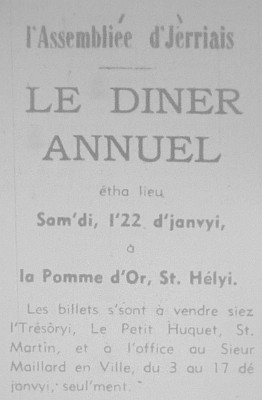 l'Assembliée d'Jèrriais
LE DINER
ANNUEL
étha lieu
Sam'di, l'22 d'janvyi,
à
la Pomme d'Or, St. Hélyi.
Les billets s'sont à vendre siez
l'Trésôryi, Le Petit Huquet, St.
Martîn, et à l'office au Sieur
Maillard en Ville, du 3 au 17 dé
janvyi, seul'ment.